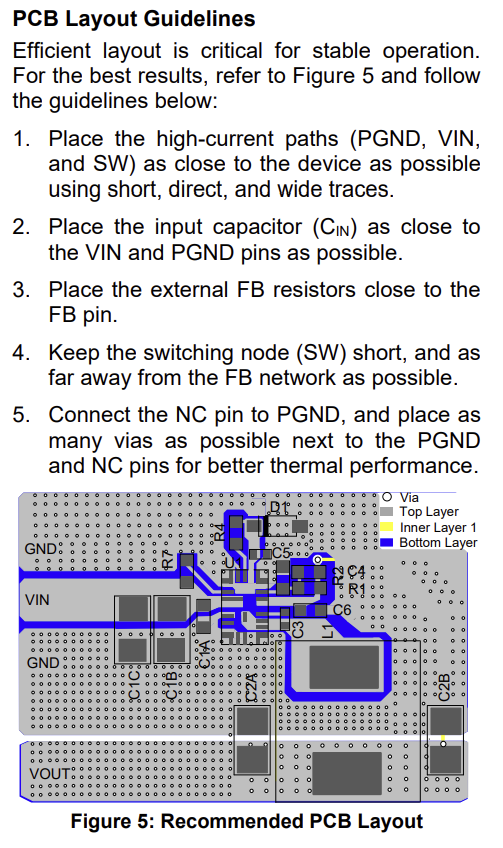 PCB Layout Guidelines
Efficient layout is critical for stable operation.
For the best results, refer to Figure 5 and follow
the guidelines below:
1. Place the high-current paths (PGND, VIN,
and SW) as close to the device as possible
using short, direct, and wide traces.
2. Place the input capacitor (CIN) as close to
the VIN and PGND pins as possible.
3. Place the external FB resistors close to the
FB pin.
4. Keep the switching node (SW) short, and as
far away from the FB network as possible.
5. Connect the NC pin to PGND, and place as
many vias as possible next to the PGND
and NC pins for better thermal performance.
Via
Top Layer
Inner Layer 1
Bottom Layer
D1
R4
GND
R7
C5
C4
R2
R1
VIN
C6
C3
L1
C1A
GND
C1C
C1B
C2A
C2B
VOUT
Figure 5: Recommended PCB Layout